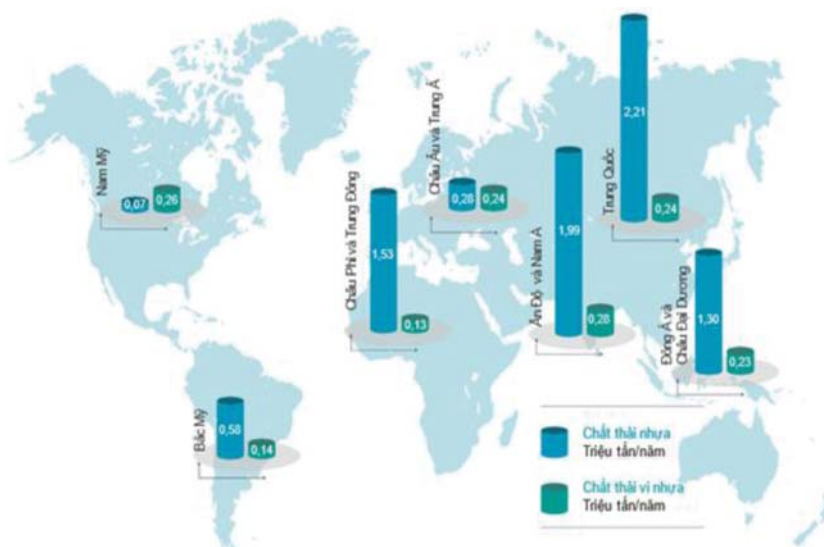 Nam Mỹ
0,07
0,26
Châu Âu và Trung Á
0,28
0,24
Trung Quốc
2,21
0,24
Châu Phi và Trung Đông
1,53
0,13
Ấn Độ và Nam Á
1,99
0,28
Đông Á và
Châu Đại Dương
1,30
0,23
Bắc Mỹ
0,58
0,14
Chất thải nhựa
Triệu tấn/năm
Chất thải vi nhựa
Triệu tấn/năm